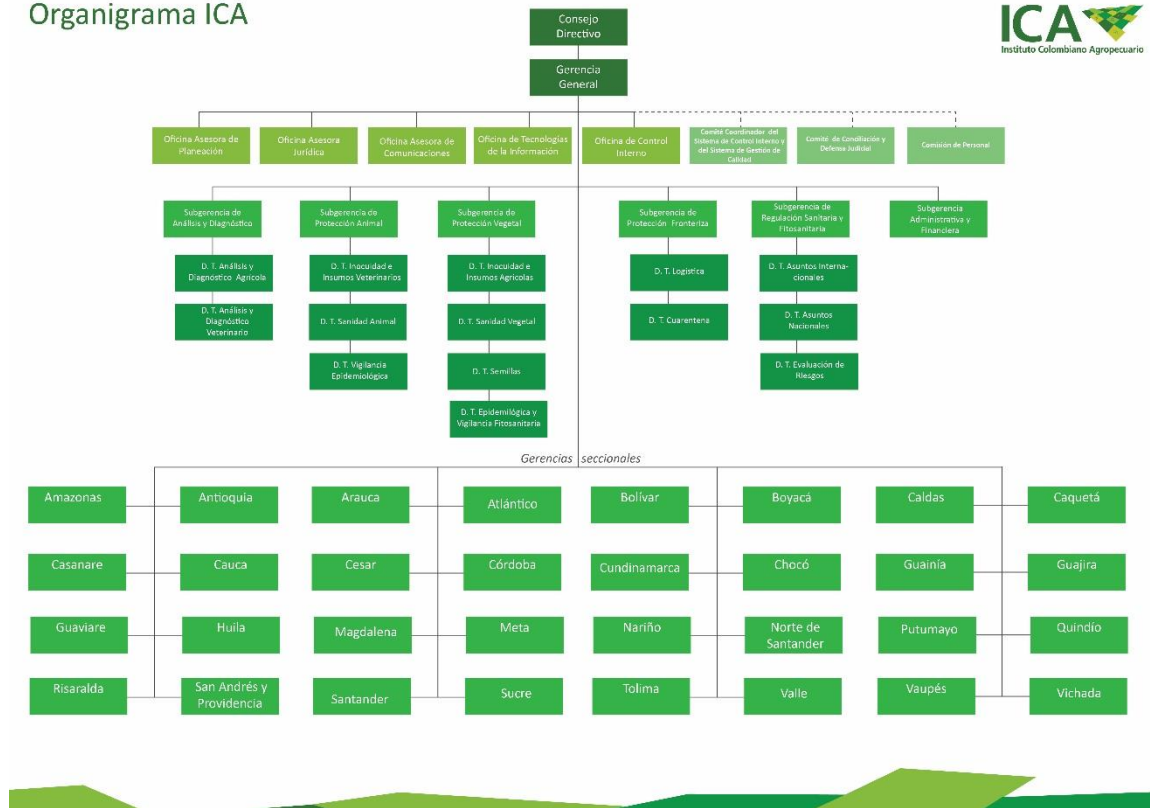 Organigrama ICA
ICA
Instituto Colombiano Agropecuario
Consejo
Directivo
Gerencia
General
Oficina Asesora de
Planeación
Oficina Asesora
Jurídica
Oficina Asesora de
Comunicaciones
Oficina de Tecnologías
de la Información
Oficina de Control
Interno
Comité Coordinador del
Sistema de Control Interno y
del Sistema de Gestión de
Calidad
Comité de Conciliación y
Defensa Judicial
Comisión de Personal
Subgerencia de
Análisis y Diagnóstico
Subgerencia de
Protección Animal
Subgerencia de
Protección Vegetal
Subgerencia de
Protección Fronteriza
Subgerencia de
Regulación Sanitaria y
Fitosanitaria
Subgerencia
Administrativa y
Financiera
D. T. Análisis y
Diagnóstico Agrícola
D. T. Inocuidad e
Insumos Veterinarios
D. T. Inocuidad e
Insumos Agrícolas
D. T. Logística
D. T. Asuntos Interna-
cionales
D. T. Análisis y
Diagnóstico
Veterinario
D. T. Sanidad Animal
D. T. Sanidad Vegetal
D. T. Cuarentena
D. T. Asuntos
Nacionales
D. T. Vigilancia
Epidemiológica
D. T. Semillas
D. T. Evaluación de
Riesgos
D. T. Epidemilógica y
Vigilancia Fitosanitaria
Gerencias seccionales
Amazonas
Antioquia
Arauca
Atlántico
Bolívar
Boyacá
Caldas
Caquetá
Casanare
Cauca
Cesar
Córdoba
Cundinamarca
Chocó
Guainía
Guajira
Guaviare
Huila
Magdalena
Meta
Nariño
Norte de
Santander
Putumayo
Quindío
Risaralda
San Andrés y
Providencia
Santander
Sucre
Tolima
Valle
Vaupés
Vichada